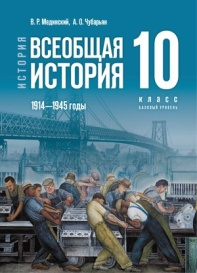 В. Р. Мединский, А. О. Чубарьян
ИСТОРИЯ
ВСЕОБЩАЯ
ИСТОРИЯ
10
КЛАСС
БАЗОВЫЙ УРОВЕНЬ
1914—1945 годы